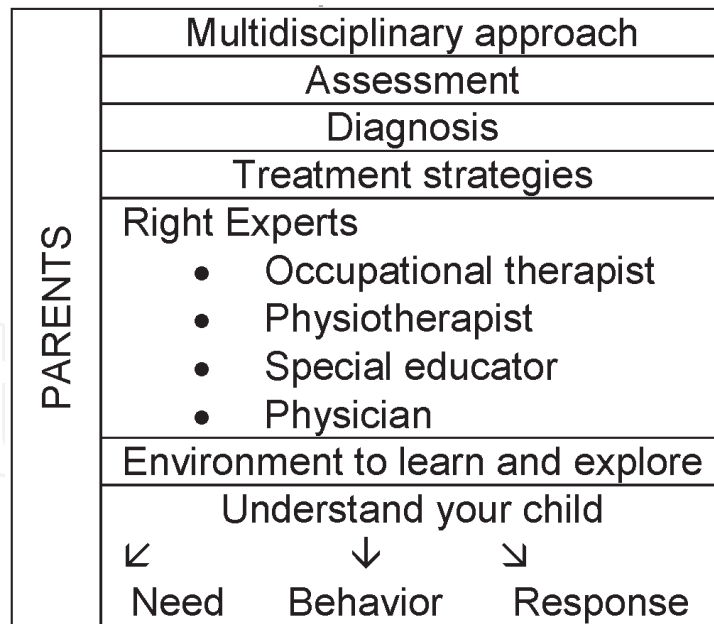 PARENTS
Multidisciplinary approach
Assessment
Diagnosis
Treatment strategies
Right Experts
• Occupational therapist
• Physiotherapist
• Special educator
• Physician
Environment to learn and explore
Understand your child
↙ ↓ ↘
Need Behavior Response